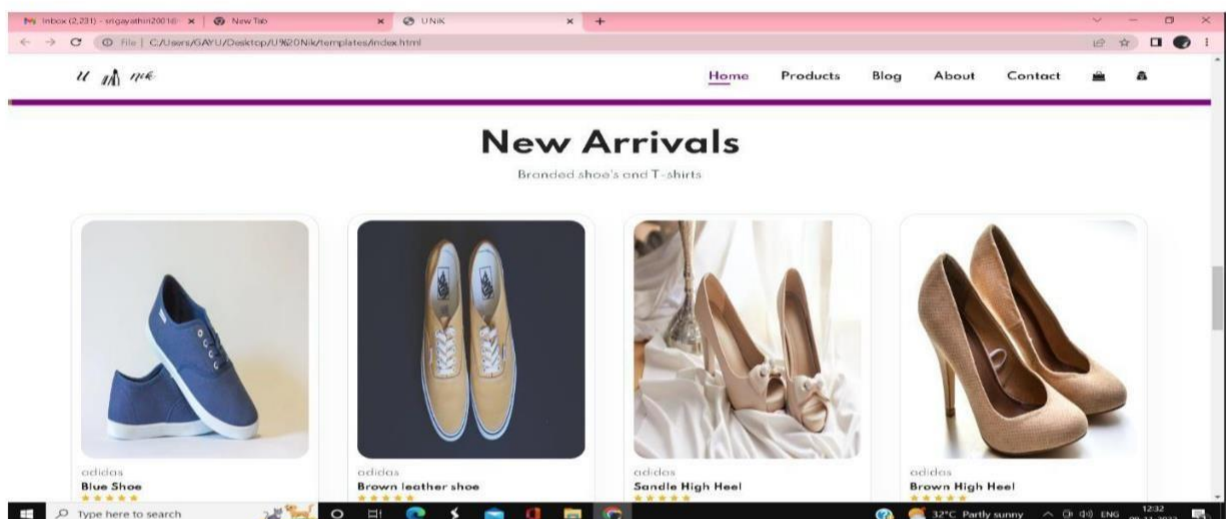 Inbox (2,231) - srigayathiri2001@ New Tab UNiK
File C:/Users/GAYU/Desktop/U%20Nik/templates/index.html
u nik Home Products Blog About Contact
New Arrivals
Branded shoe's and T-shirts
adidas adidas adidas adidas
Blue Shoe Brown leather shoe Sandle High Heel Brown High Heel
Type here to search 32°C Partly sunny ENG 12:32